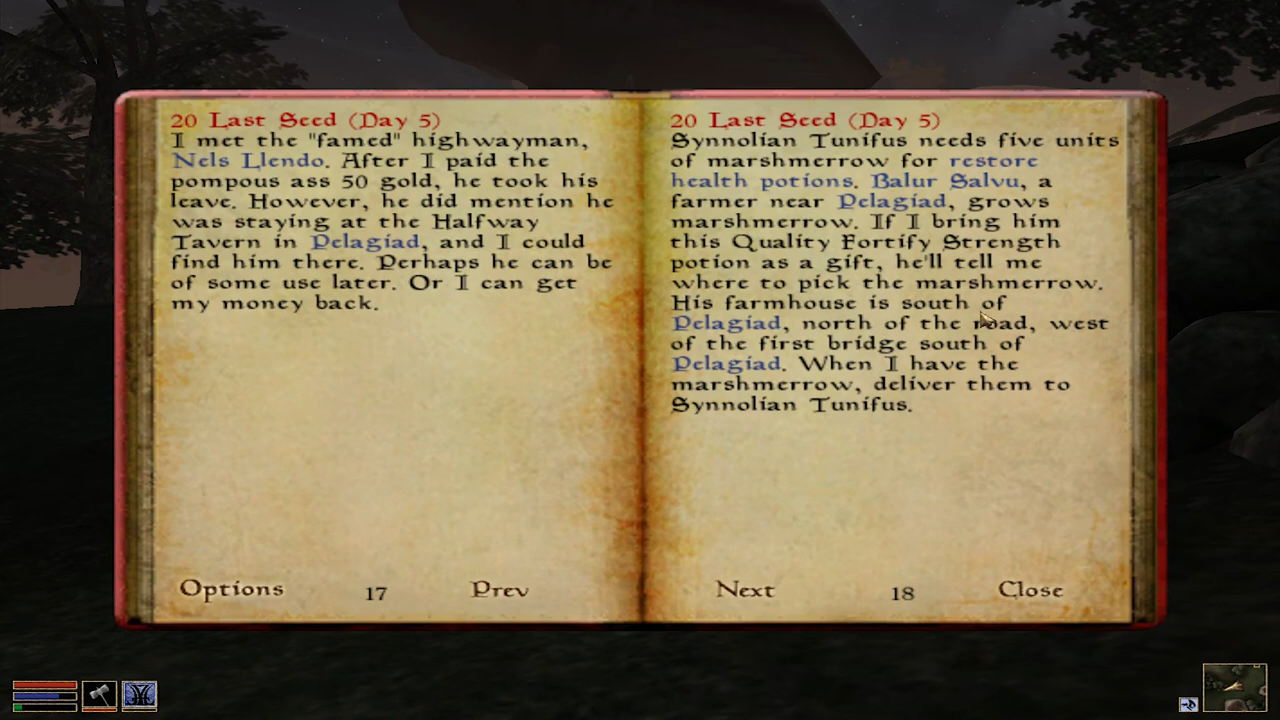 20 Last Seed (Day 5)
I met the "famed" highwayman,
Nels Llendo. After I paid the
pompous ass 50 gold, he took his
leave. However, he did mention he
was staying at the Halfway
Tavern in Pelagiad, and I could
find him there. Perhaps he can be
of some use later. Or I can get
my money back.
20 Last Seed (Day 5)
Synnolian Tunifus needs five units
of marshmerrow for restore
health potions. Balur Salvu, a
farmer near Pelagiad, grows
marshmerrow. If I bring him
this Quality Fortify Strength
potion as a gift, he'll tell me
where to pick the marshmerrow.
His farmhouse is south of
Pelagiad, north of the road, west
of the first bridge south of
Pelagiad. When I have the
marshmerrow, deliver them to
Synnolian Tunifus.
Options 17 Prev Next 18 Close